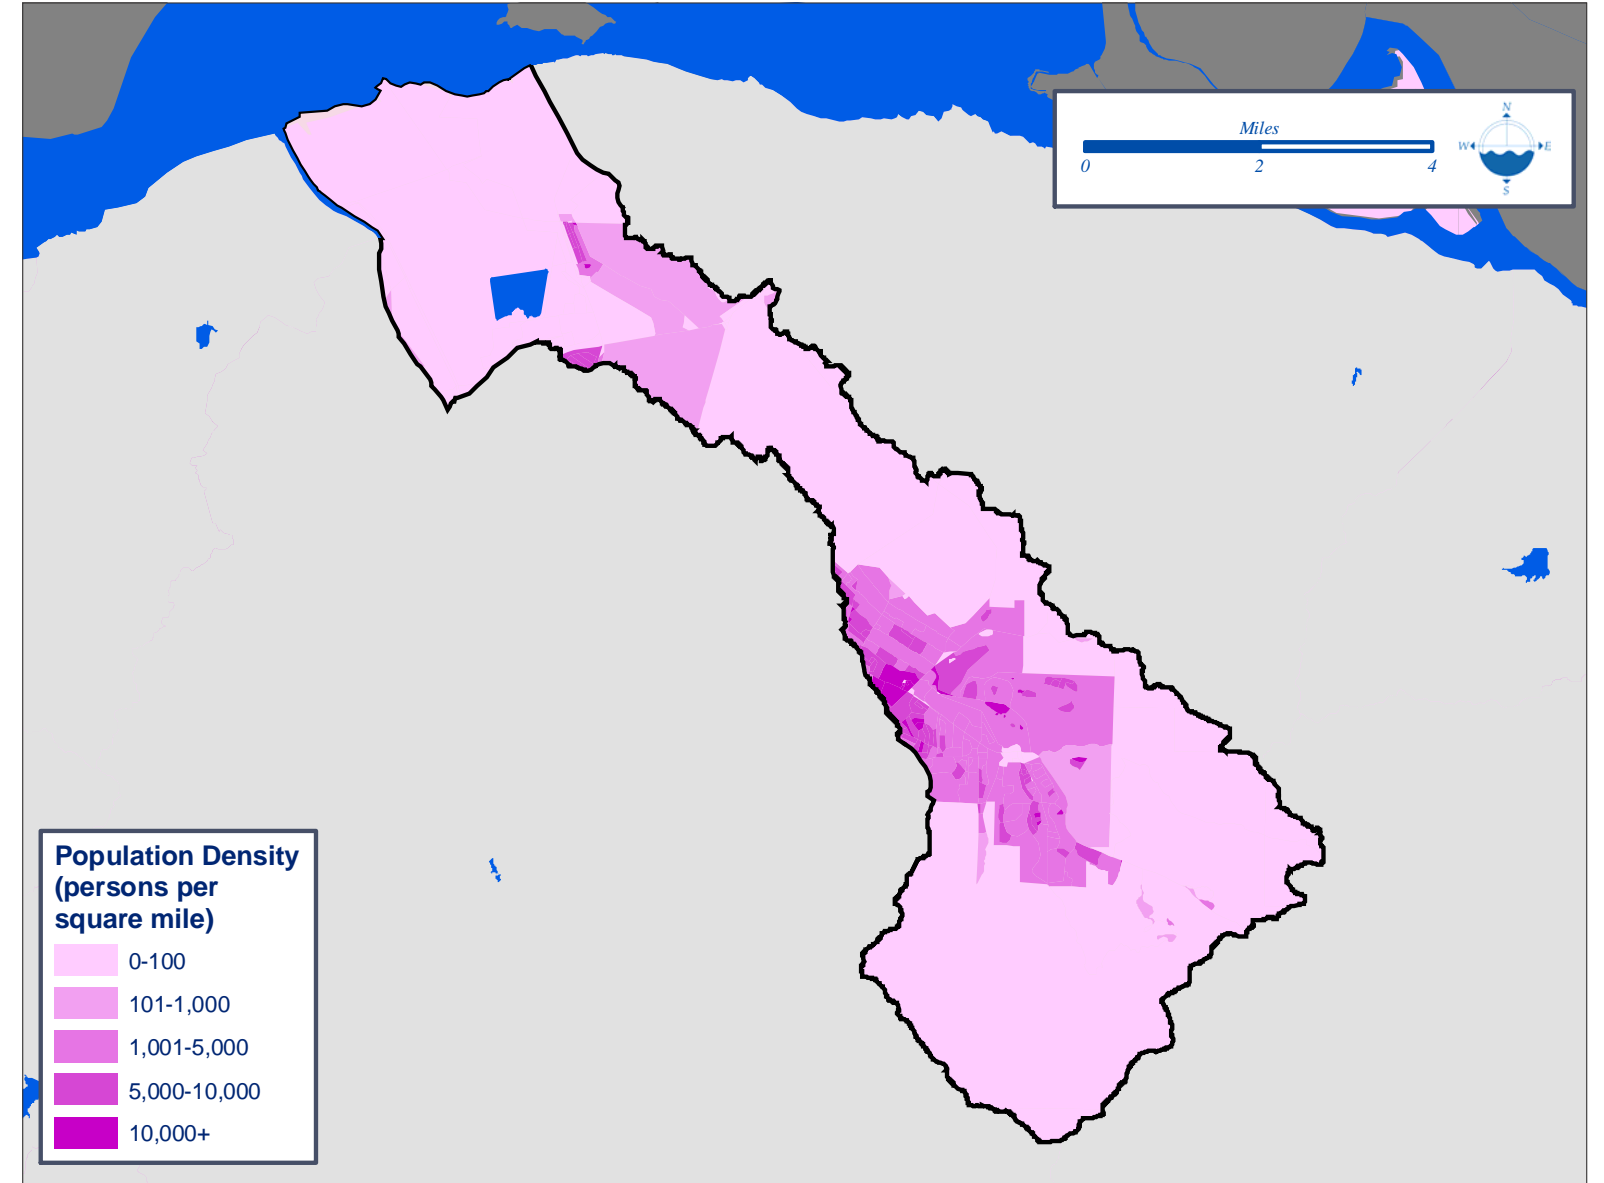 Miles
0 2 4
N
W E
S
Population Density
(persons per
square mile)
0-100
101-1,000
1,001-5,000
5,000-10,000
10,000+